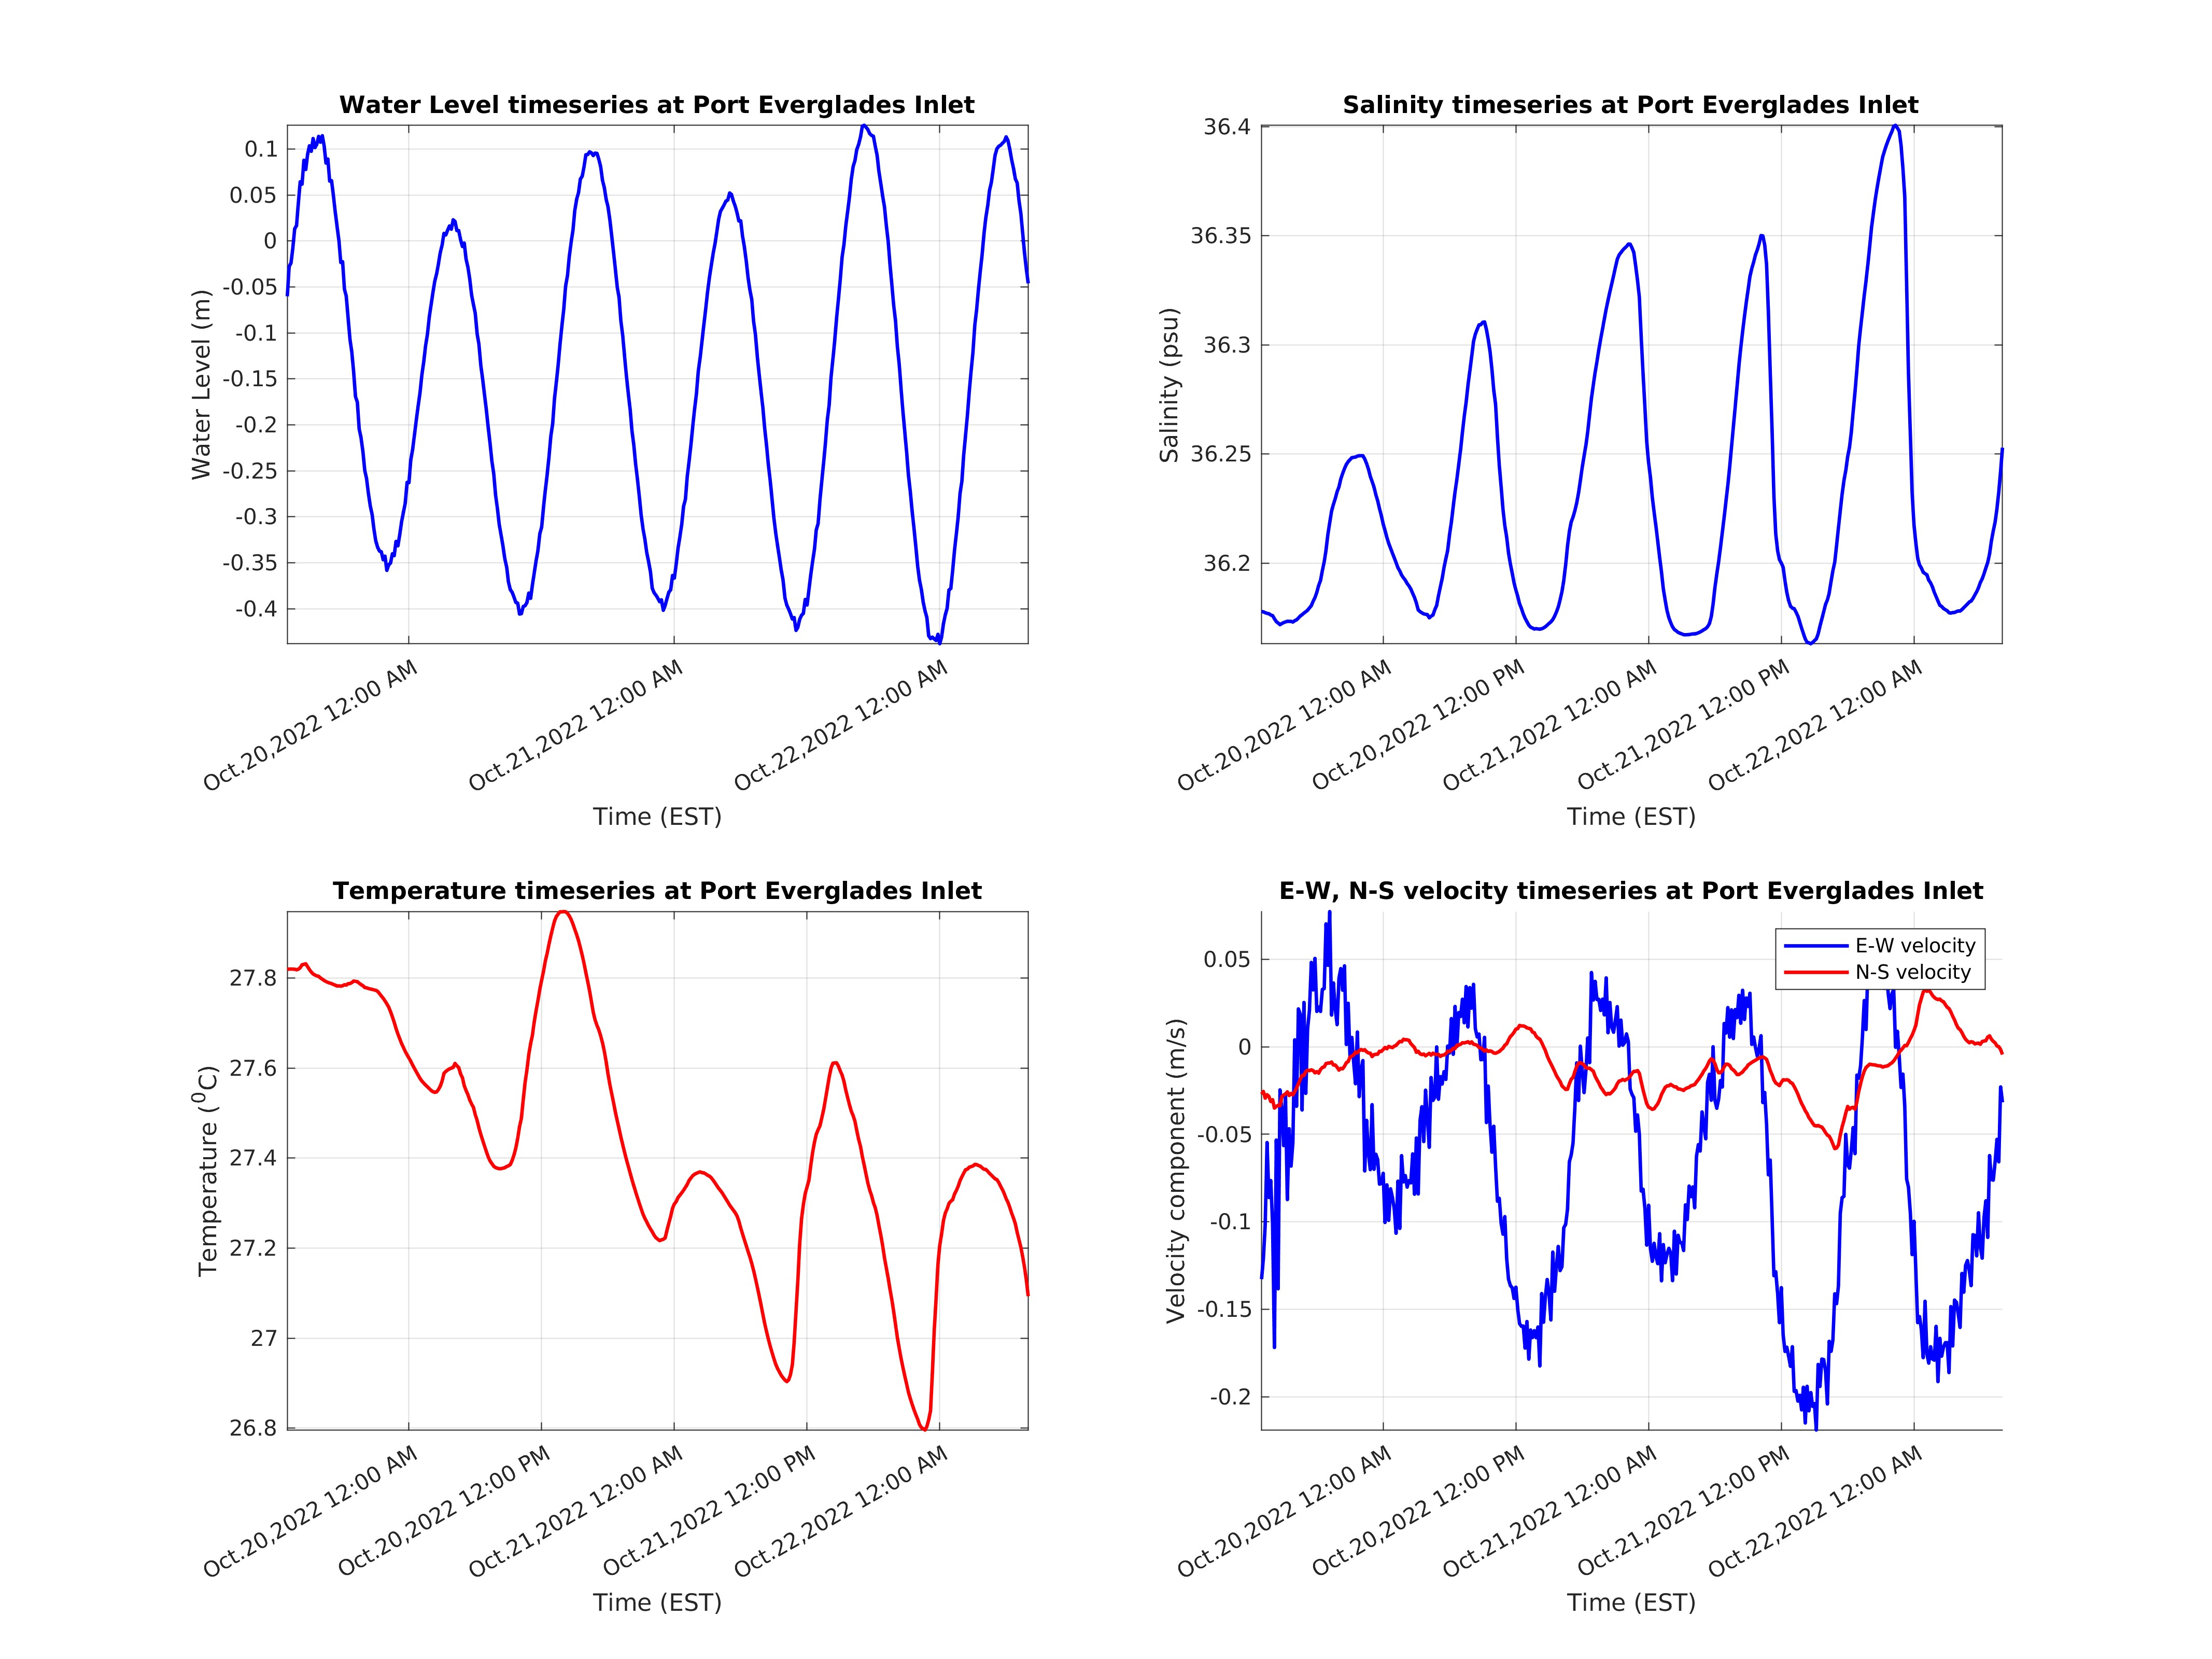 Water Level timeseries at Port Everglades Inlet
Water Level (m)
0.1
0.05
0
-0.05
-0.1
-0.15
-0.2
-0.25
-0.3
-0.35
-0.4
Oct.20,2022 12:00 AM
Oct.21,2022 12:00 AM
Oct.22,2022 12:00 AM
Time (EST)
Salinity timeseries at Port Everglades Inlet
Salinity (psu)
36.4
36.35
36.3
36.25
36.2
Oct.20,2022 12:00 AM
Oct.20,2022 12:00 PM
Oct.21,2022 12:00 AM
Oct.21,2022 12:00 PM
Oct.22,2022 12:00 AM
Time (EST)
Temperature timeseries at Port Everglades Inlet
Temperature (⁰C)
27.8
27.6
27.4
27.2
27
26.8
Oct.20,2022 12:00 AM
Oct.20,2022 12:00 PM
Oct.21,2022 12:00 AM
Oct.21,2022 12:00 PM
Oct.22,2022 12:00 AM
Time (EST)
E-W, N-S velocity timeseries at Port Everglades Inlet
E-W velocity
N-S velocity
Velocity component (m/s)
0.05
0
-0.05
-0.1
-0.15
-0.2
Oct.20,2022 12:00 AM
Oct.20,2022 12:00 PM
Oct.21,2022 12:00 AM
Oct.21,2022 12:00 PM
Oct.22,2022 12:00 AM
Time (EST)